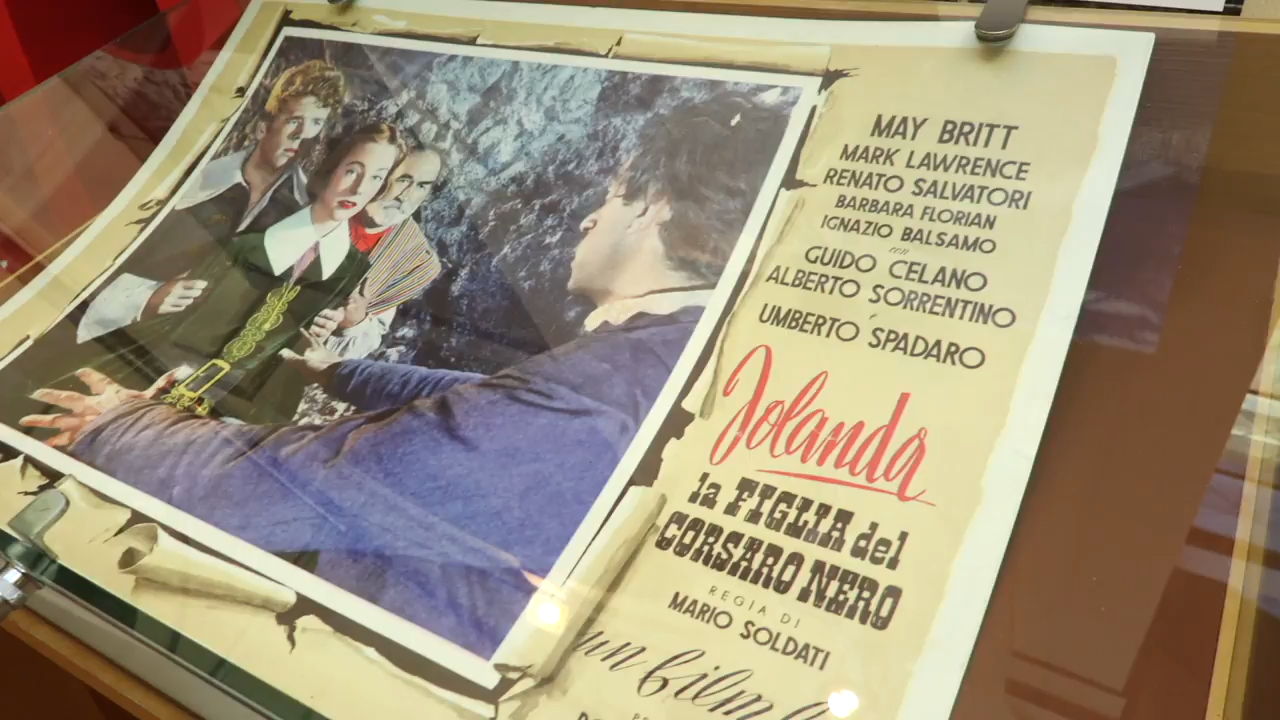 MAY BRITT
MARK LAWRENCE
RENATO SALVATORI
BARBARA FLORIAN
IGNAZIO BALSAMO
con
GUIDO CELANO
ALBERTO SORRENTINO
UMBERTO SPADARO
Jolanda
la FIGLIA del
CORSARO NERO
REGIA DI
MARIO SOLDATI
un film